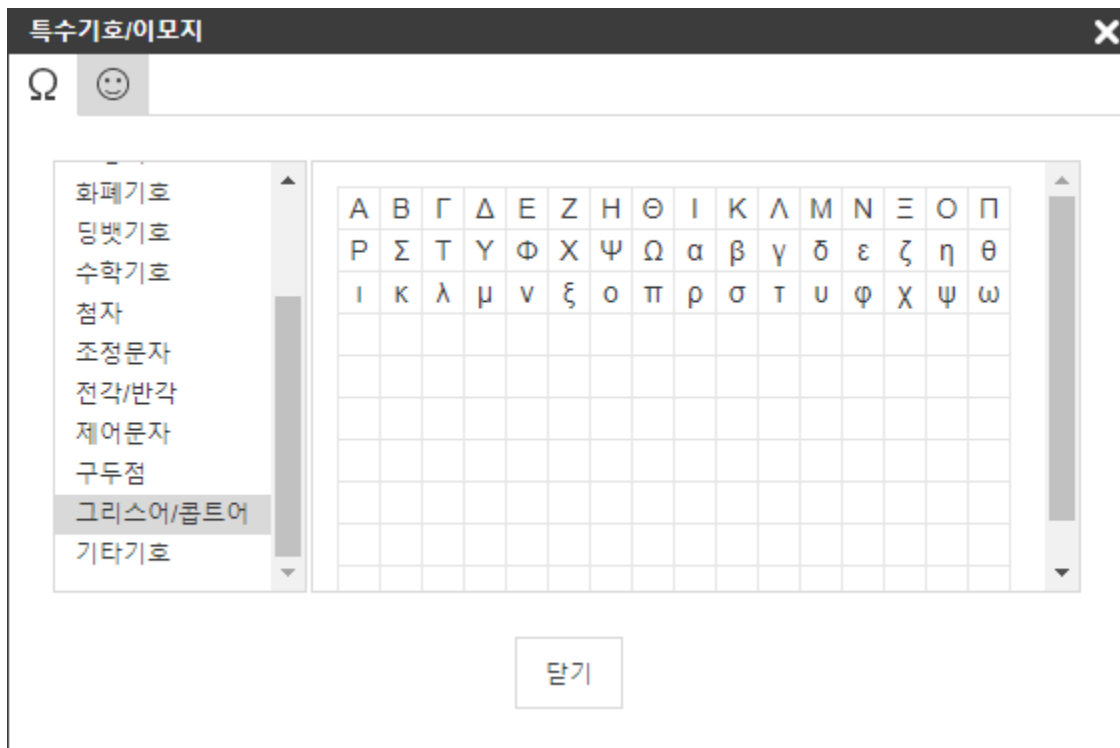 특수기호/이모지
Ω
화폐기호
딩뱃기호
수학기호
첨자
조정문자
전각/반각
제어문자
구두점
그리스어/콥트어
기타기호
Α Β Γ Δ Ε Ζ Η Θ Ι Κ Λ Μ Ν Ξ Ο Π
Ρ Σ Τ Υ Φ Χ Ψ Ω α β γ δ ε ζ η θ
ι κ λ μ ν ξ ο π ρ σ τ υ φ χ ψ ω
닫기